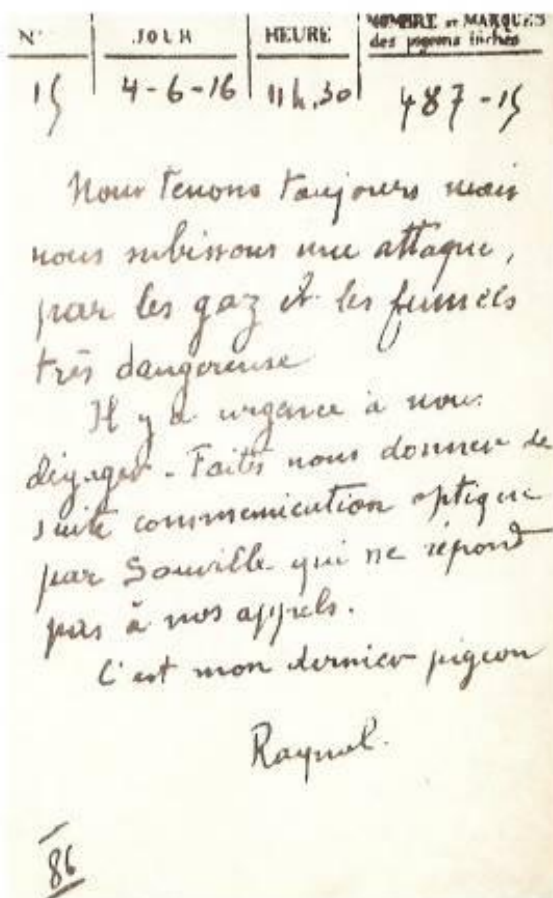 N° JOUR HEURE NOMBRE et MARQUES
des pigeons lâchés
15 4-6-16 11h.30 487-15
Nous tenons toujours mais
nous subissons une attaque,
par les gaz et les fumées
très dangereuse
Il y a urgence à nous
dégager - Faites nous donner de
suite communication optique
par Souville qui ne répond
pas à nos appels.
C'est mon dernier pigeon
Raynal.
86